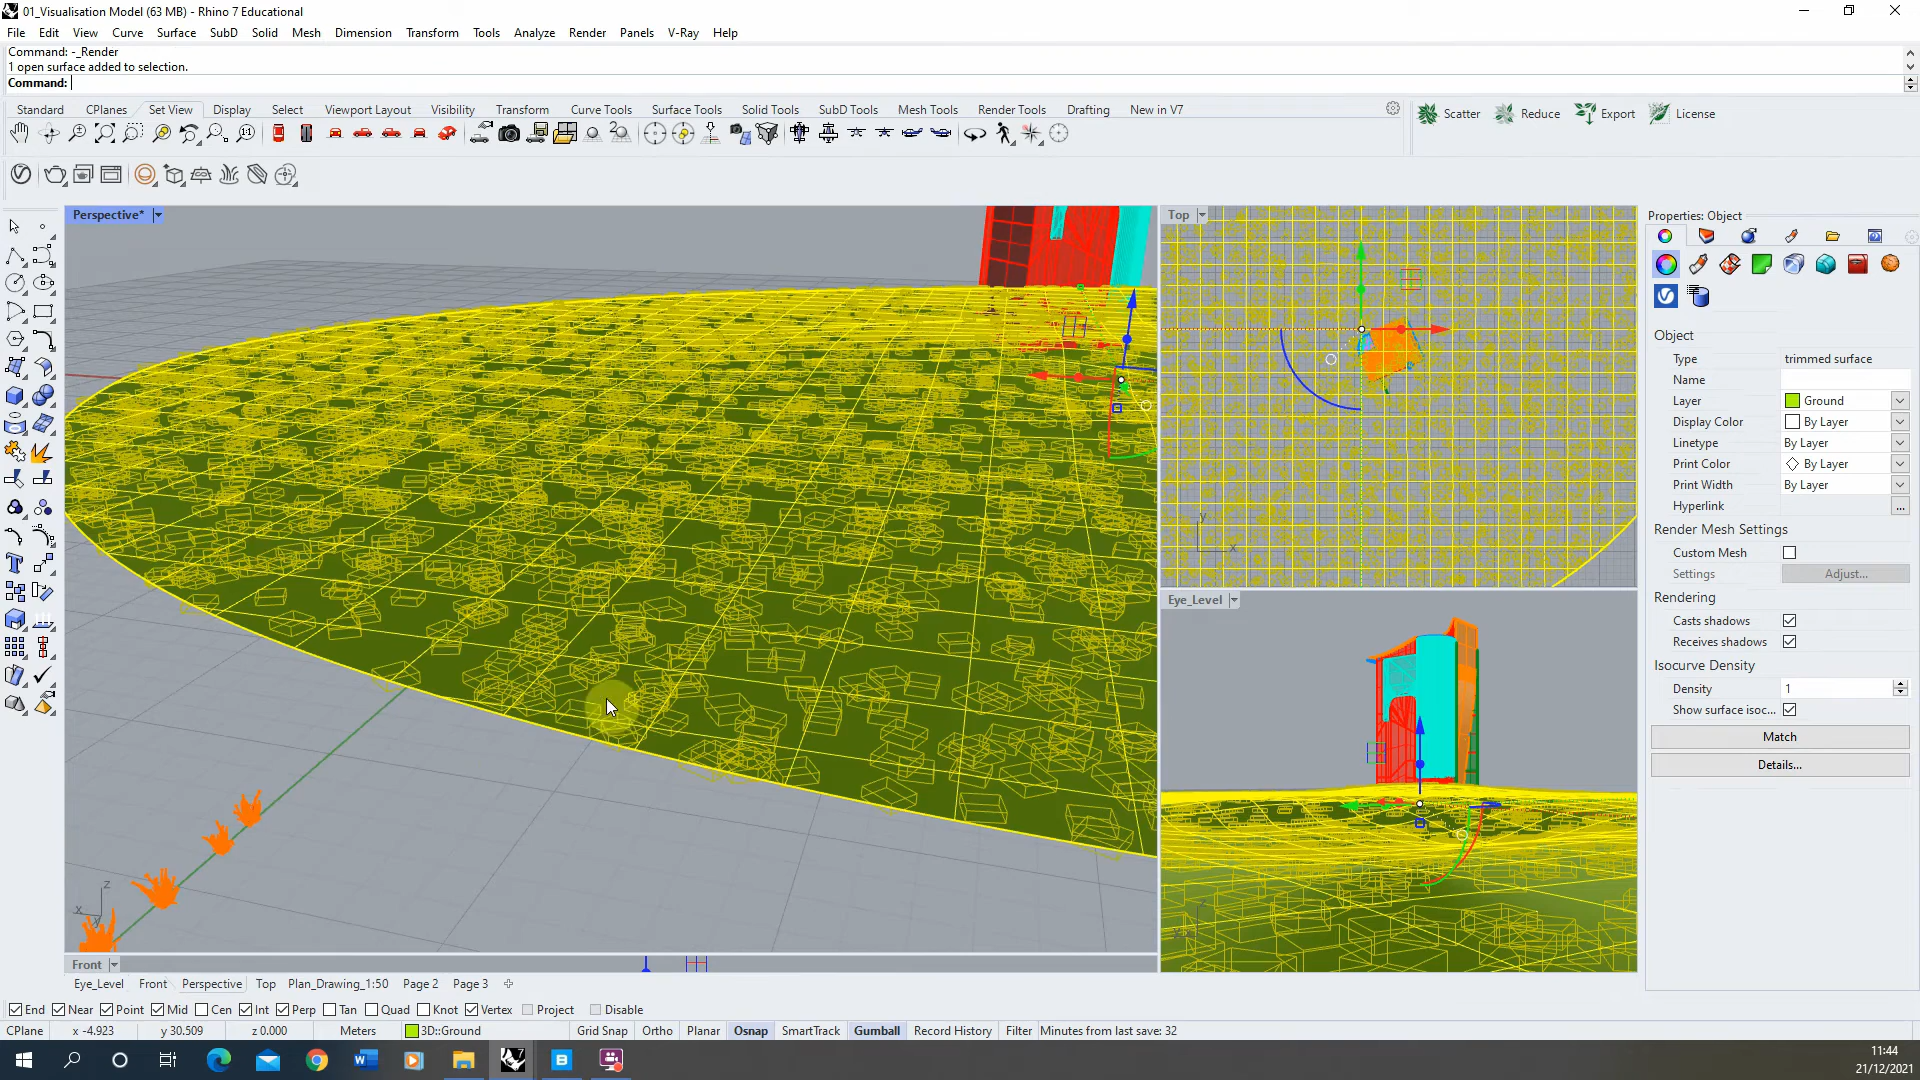 01_Visualisation Model (63 MB) - Rhino 7 Educational
File Edit View Curve Surface SubD Solid Mesh Dimension Transform Tools Analyze Render Panels V-Ray Help
Command: -_Render
1 open surface added to selection.
Command:
Standard CPlanes Set View Display Select Viewport Layout Visibility Transform Curve Tools Surface Tools Solid Tools SubD Tools Mesh Tools Render Tools Drafting New in V7
Scatter Reduce Export License
Perspective*
Top
Properties: Object
Object
Type trimmed surface
Name
Layer Ground
Display Color By Layer
Linetype By Layer
Print Color By Layer
Print Width By Layer
Hyperlink ...
Render Mesh Settings
Custom Mesh
Settings Adjust...
Rendering
Casts shadows
Receives shadows
Isocurve Density
Density 1
Show surface isoc...
Match
Details...
y
x
Eye_Level
z
x
y
Front
Eye_Level Front Perspective Top Plan_Drawing_1:50 Page 2 Page 3
End Near Point Mid Cen Int Perp Tan Quad Knot Vertex Project Disable
CPlane x -4.923 y 30.509 z 0.000 Meters 3D::Ground Grid Snap Ortho Planar Osnap SmartTrack Gumball Record History Filter Minutes from last save: 32
11:44
21/12/2021